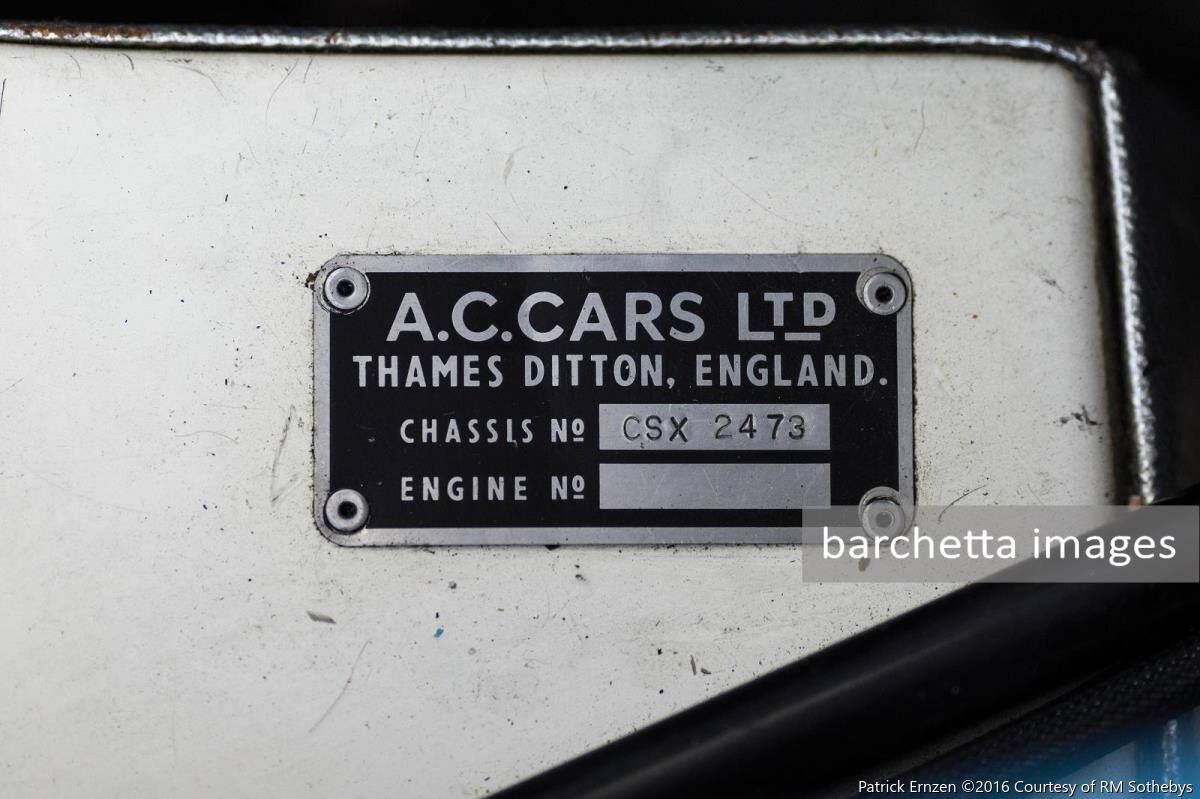 A.C.CARS LTD
THAMES DITTON, ENGLAND.
CHASSIS Nº CSX 2473
ENGINE Nº
barchetta images
Patrick Ernzen ©2016 Courtesy of RM Sothebys